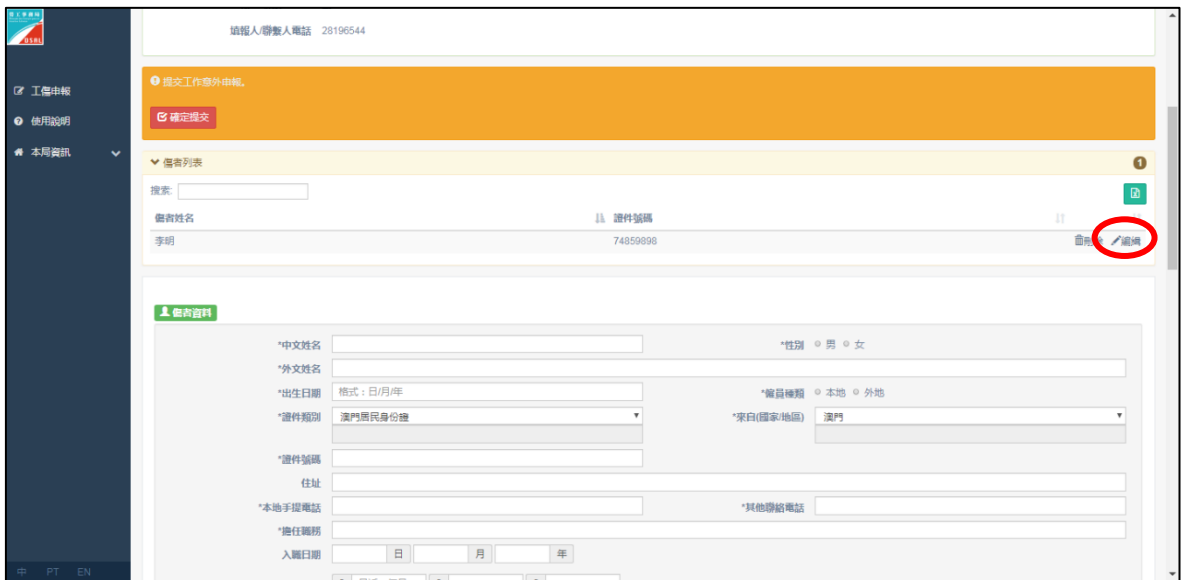 DSAL
工傷申報
使用說明
本局資訊
中 PT EN
填報人/聯繫人電話 28196544
提交工作意外申報。
確定提交
傷者列表 1
搜索:
傷者姓名 證件號碼
李明 74859898 編輯
傷者資料
*中文姓名 *性別 男 女
*外文姓名
*出生日期 格式：日/月/年 *僱員種類 本地 外地
*證件類別 澳門居民身份證 *來自(國家/地區) 澳門
*證件號碼
住址
*本地手提電話 *其他聯絡電話
*擔任職務
入職日期 日 月 年